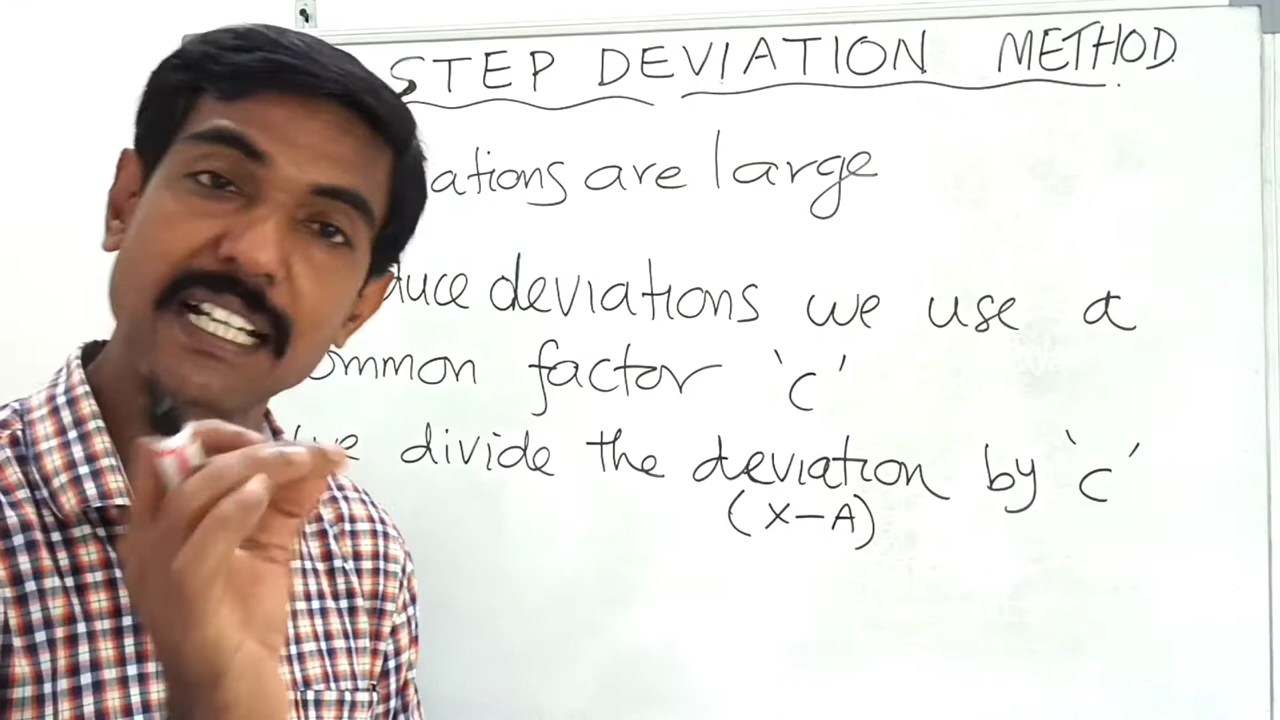 STEP DEVIATION METHOD
ations are large
duce deviations we use a
ommon factor 'c'
divide the deviation by 'c'
(X-A)